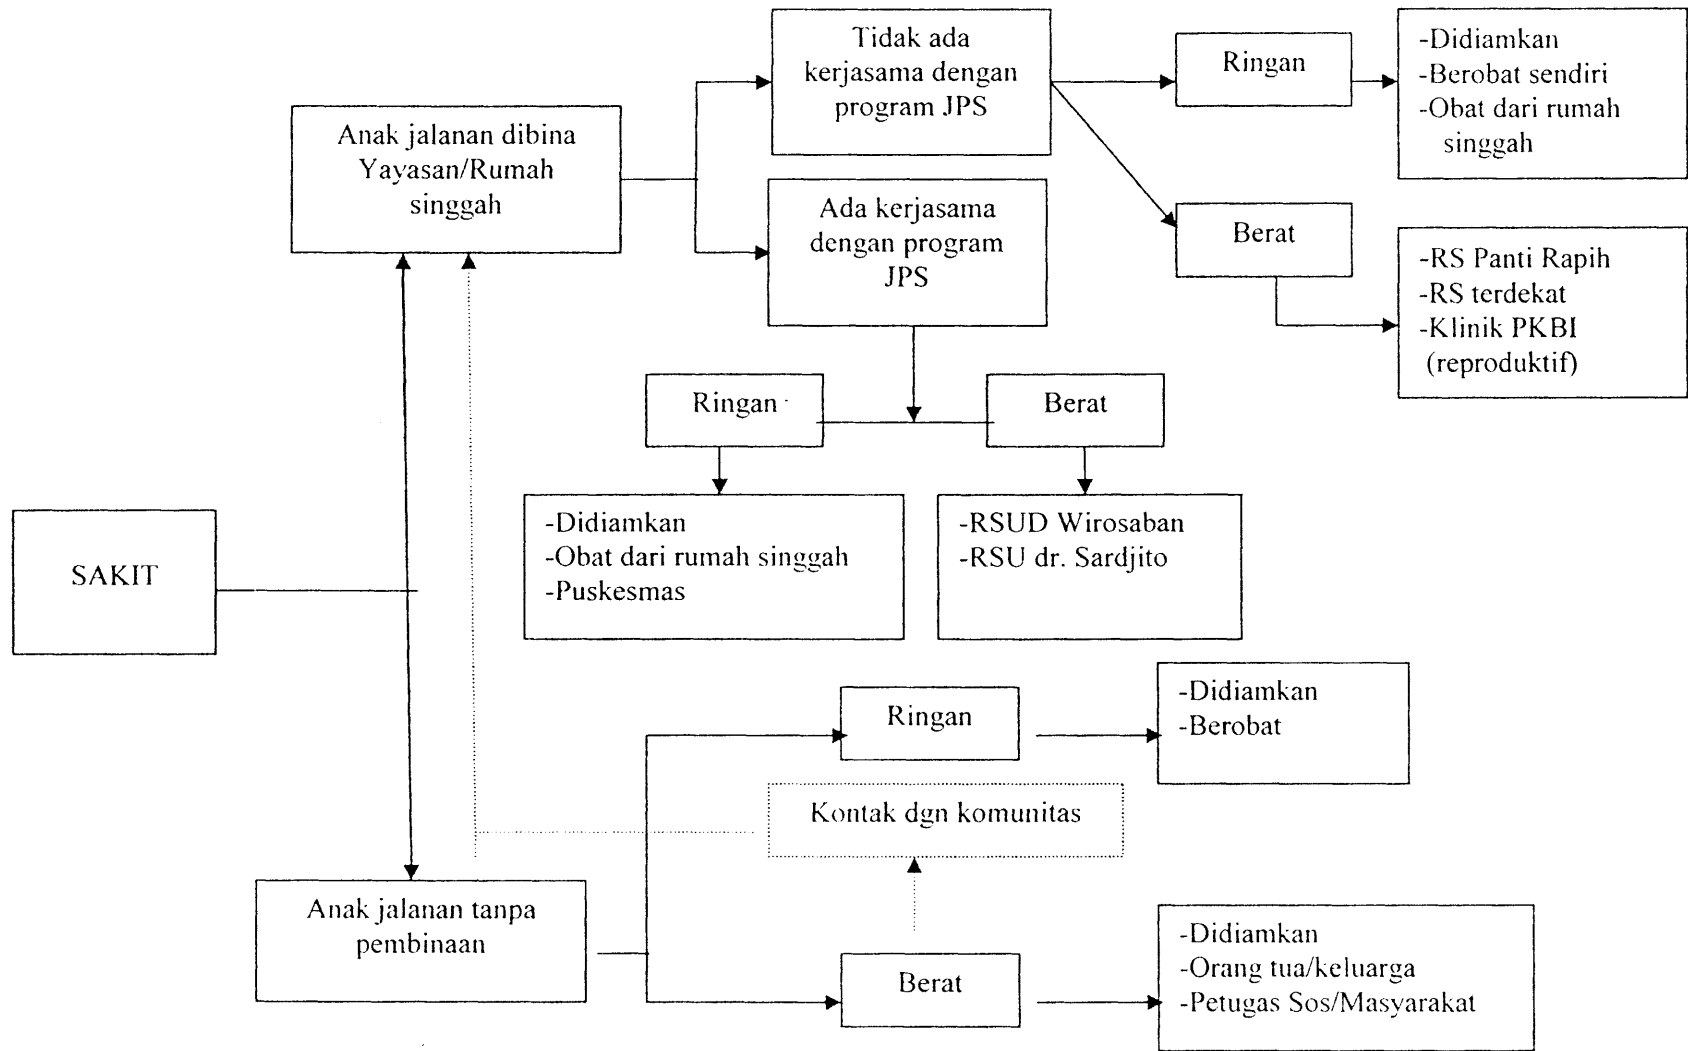 Tidak ada
kerjasama dengan
program JPS
Ringan
-Didiamkan
-Berobat sendiri
-Obat dari rumah
singgah
Anak jalanan dibina
Yayasan/Rumah
singgah
Ada kerjasama
dengan program
JPS
Berat
-RS Panti Rapih
-RS terdekat
-Klinik PKBI
(reproduktif)
Ringan
Berat
-Didiamkan
-Obat dari rumah singgah
-Puskesmas
-RSUD Wirosaban
-RSU dr. Sardjito
SAKIT
Ringan
-Didiamkan
-Berobat
Kontak dgn komunitas
Anak jalanan tanpa
pembinaan
Berat
-Didiamkan
-Orang tua/keluarga
-Petugas Sos/Masyarakat